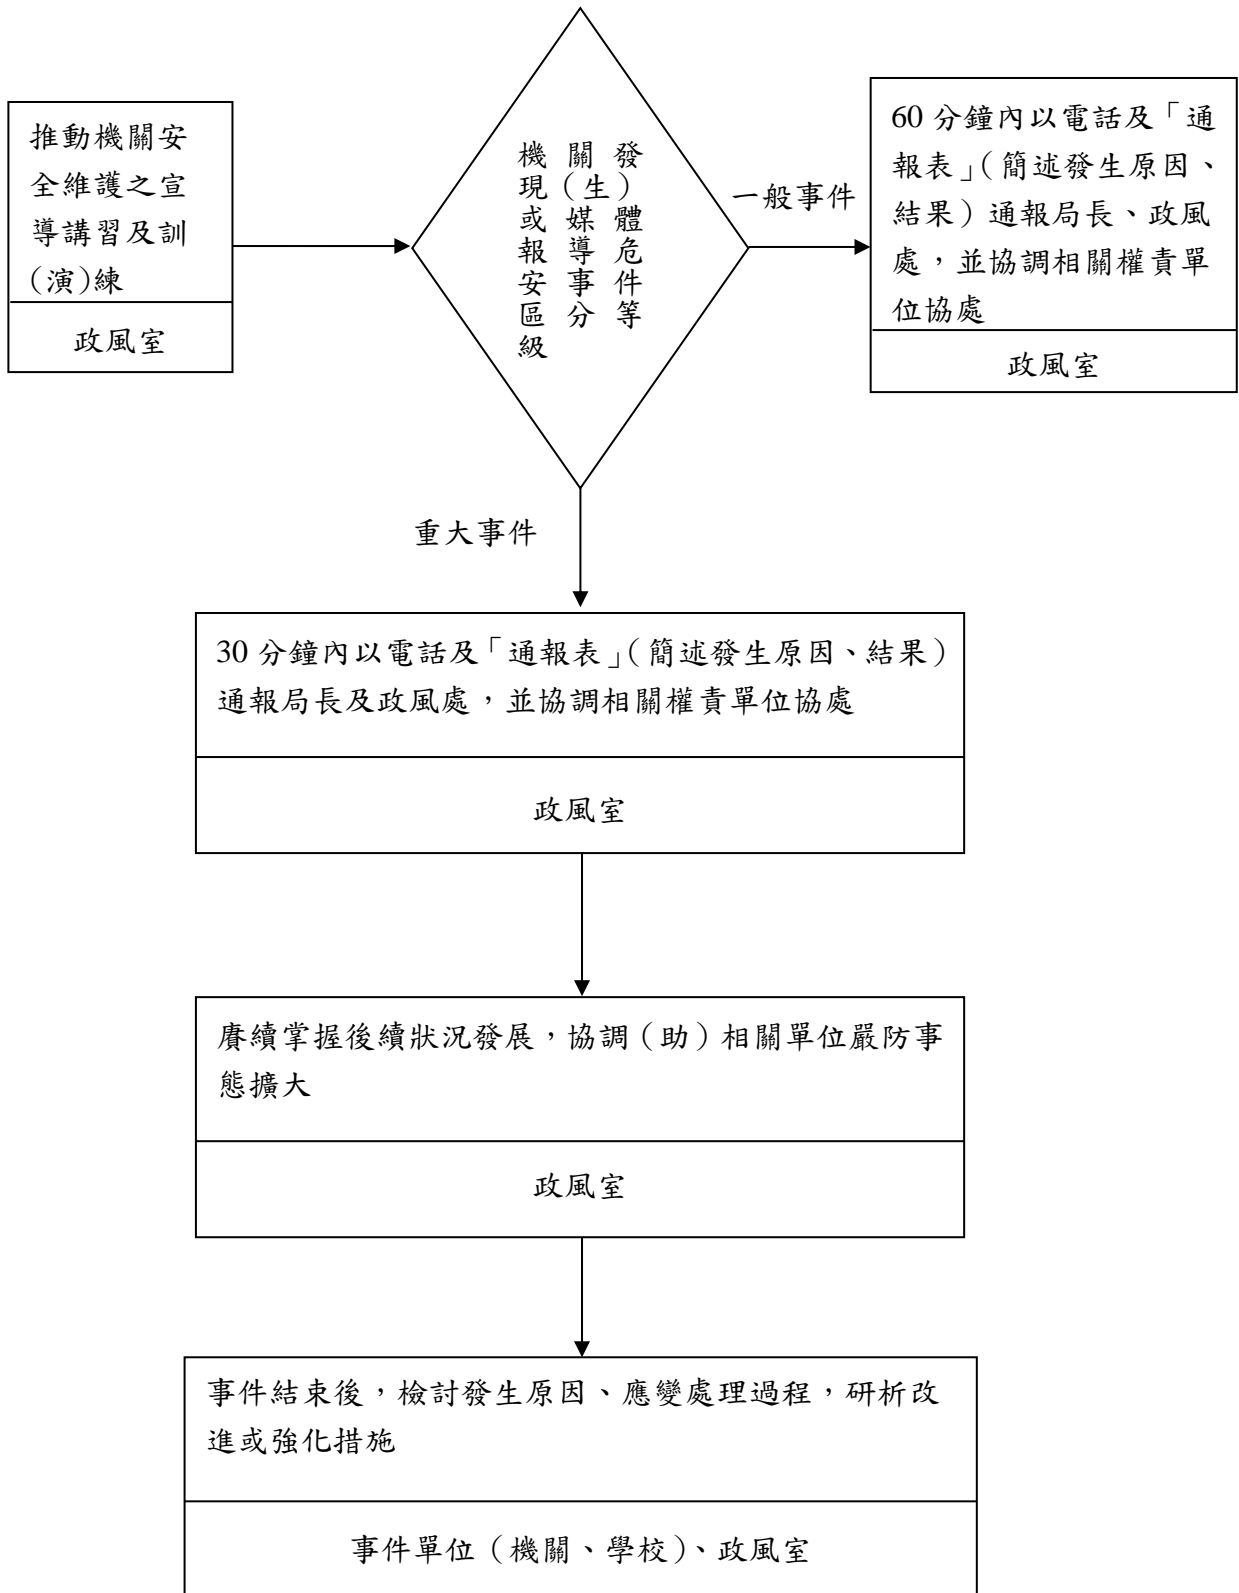 推動機關安
全維護之宣
導講習及訓
(演)練
政風室
機關發
現(生)
或媒體
報導危
安事件
區分等
級
一般事件
60 分鐘內以電話及「通
報表」(簡述發生原因、
結果)通報局長、政風
處,並協調相關權責單
位協處
政風室
重大事件
30 分鐘內以電話及「通報表」(簡述發生原因、結果)
通報局長及政風處,並協調相關權責單位協處
政風室
賡續掌握後續狀況發展,協調(助)相關單位嚴防事
態擴大
政風室
事件結束後,檢討發生原因、應變處理過程,研析改
進或強化措施
事件單位(機關、學校)、政風室